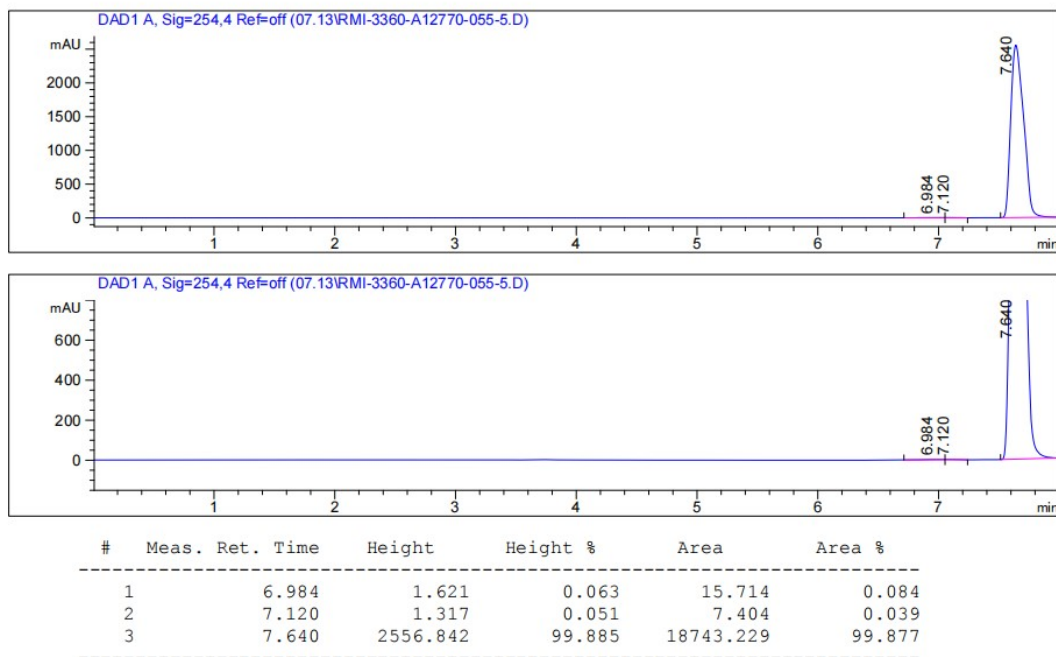 DAD1 A, Sig=254,4 Ref=off (07.13\RMI-3360-A12770-055-5.D)
mAU
2000
1500
1000
500
0
6.984
7.120
7.640
1 2 3 4 5 6 7 min
DAD1 A, Sig=254,4 Ref=off (07.13\RMI-3360-A12770-055-5.D)
mAU
600
400
200
0
6.984
7.120
7.640
1 2 3 4 5 6 7 min
# Meas. Ret. Time Height Height % Area Area %
1 6.984 1.621 0.063 15.714 0.084
2 7.120 1.317 0.051 7.404 0.039
3 7.640 2556.842 99.885 18743.229 99.877